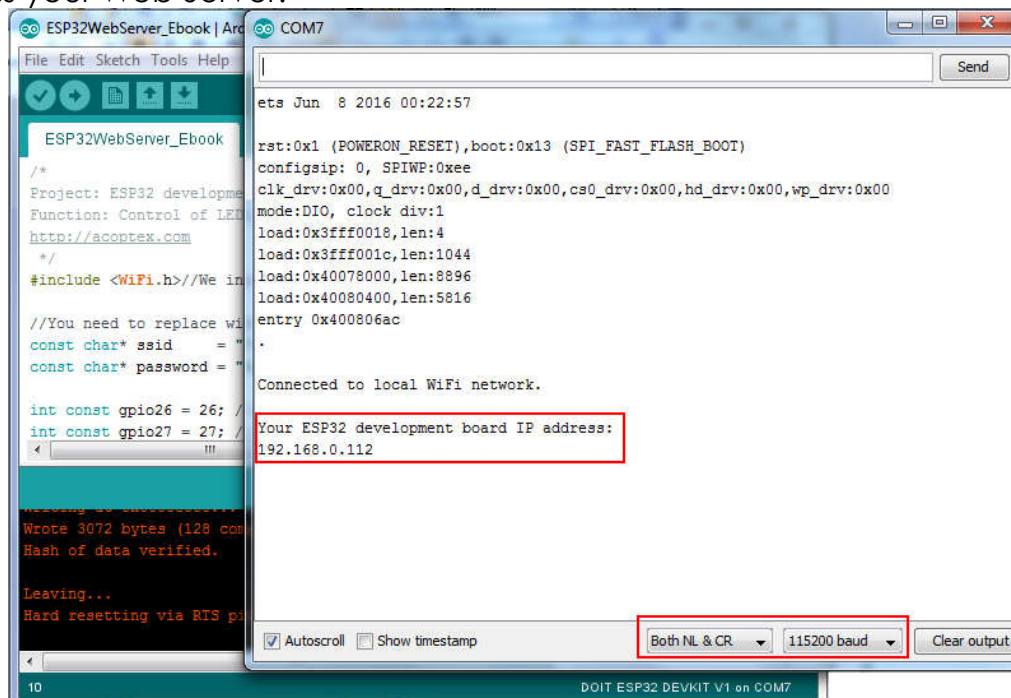 your web server.
ESP32WebServer_Ebook | Ard
COM7
File Edit Sketch Tools Help
Send
ESP32WebServer_Ebook
/*
Project: ESP32 developme
Function: Control of LED
http://acoptex.com
*/
#include <WiFi.h>//We in
//You need to replace wi
const char* ssid = "
const char* password = "
int const gpio26 = 26; /
int const gpio27 = 27; /
ets Jun 8 2016 00:22:57
rst:0x1 (POWERON_RESET),boot:0x13 (SPI_FAST_FLASH_BOOT)
configsip: 0, SPIWP:0xee
clk_drv:0x00,q_drv:0x00,d_drv:0x00,cs0_drv:0x00,hd_drv:0x00,wp_drv:0x00
mode:DIO, clock div:1
load:0x3fff0018,len:4
load:0x3fff001c,len:1044
load:0x40078000,len:8896
load:0x40080400,len:5816
entry 0x400806ac
.
Connected to local WiFi network.
Your ESP32 development board IP address:
192.168.0.112
Wrote 3072 bytes (128 com
Hash of data verified.
Leaving...
Hard resetting via RTS pi
Autoscroll Show timestamp Both NL & CR 115200 baud Clear output
10 DOIT ESP32 DEVKIT V1 on COM7